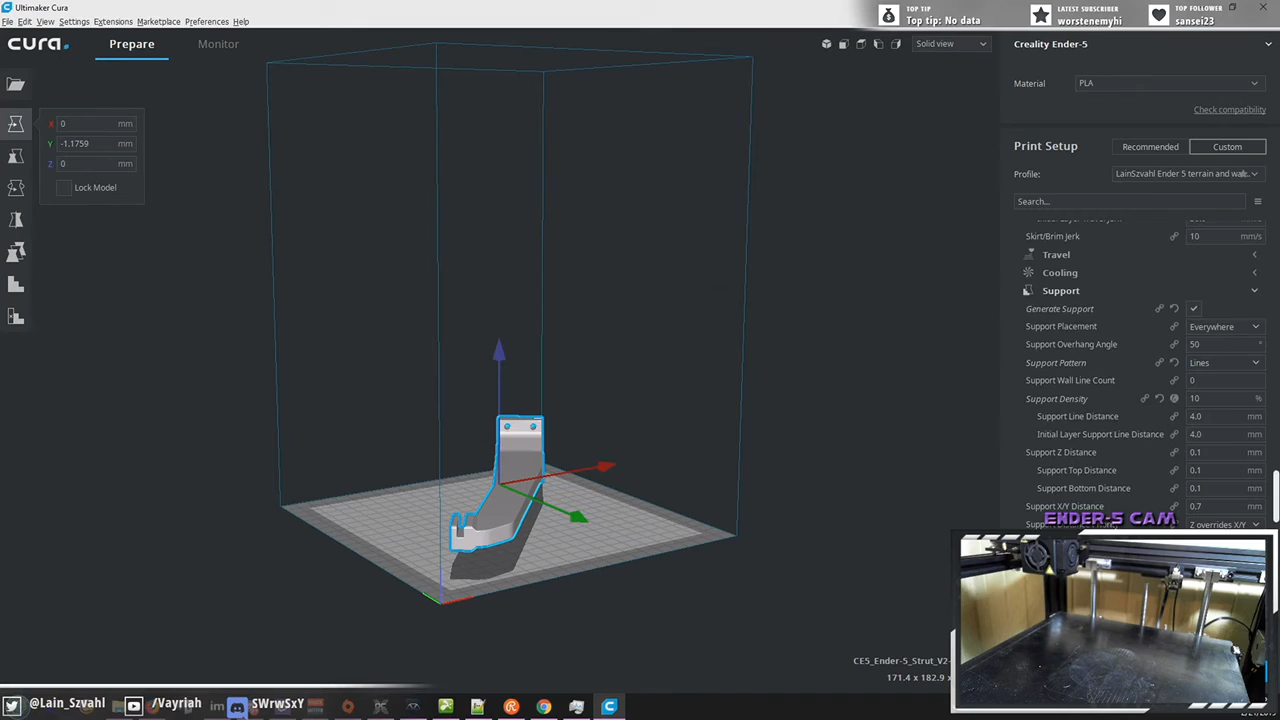 Ultimaker Cura
File Edit View Settings Extensions Marketplace Preferences Help
TOP TIP
Top tip: No data
LATEST SUBSCRIBER
worstenemyhi
TOP FOLLOWER
sansei23
cura.
Prepare
Monitor
Solid view
Creality Ender-5
Material
PLA
Check compatibility
X 0 mm
Y -1.1759 mm
Z 0 mm
Lock Model
Print Setup
Recommended
Custom
Profile:
LainSzvahl Ender 5 terrain and
Search...
Skirt/Brim Jerk 10 mm/s
Travel
Cooling
Support
Generate Support
Support Placement Everywhere
Support Overhang Angle 50 °
Support Pattern Lines
Support Wall Line Count 0
Support Density 10 %
Support Line Distance 4.0 mm
Initial Layer Support Line Distance 4.0 mm
Support Z Distance 0.1 mm
Support Top Distance 0.1 mm
Support Bottom Distance 0.1 mm
Support X/Y Distance 0.7 mm
Z overrides X/Y
ENDER-5 CAM
CE5_Ender-5_Strut_V2-
171.4 x 182.9
@Lain_Szvahl
/Vayriah
SWrwSxY